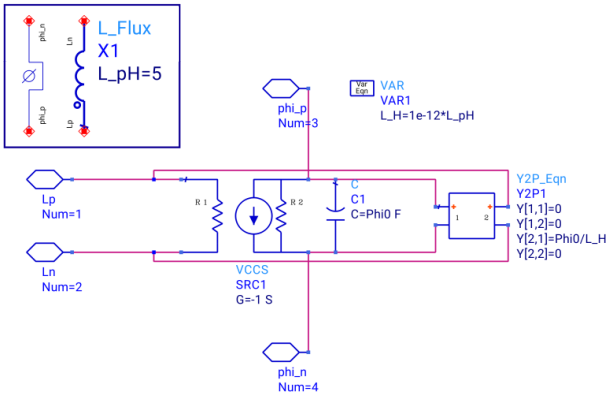 phi_n
phi_p
Ln
Lp
L_Flux
X1
L_pH=5
phi_p
Num=3
Var
Eqn
VAR
VAR1
L_H=1e-12*L_pH
Lp
Num=1
Ln
Num=2
R 1
R 2
VCCS
SRC1
G=-1 S
C
C1
C=Phi0 F
1
2
Y2P_Eqn
Y2P1
Y[1,1]=0
Y[1,2]=0
Y[2,1]=Phi0/L_H
Y[2,2]=0
phi_n
Num=4